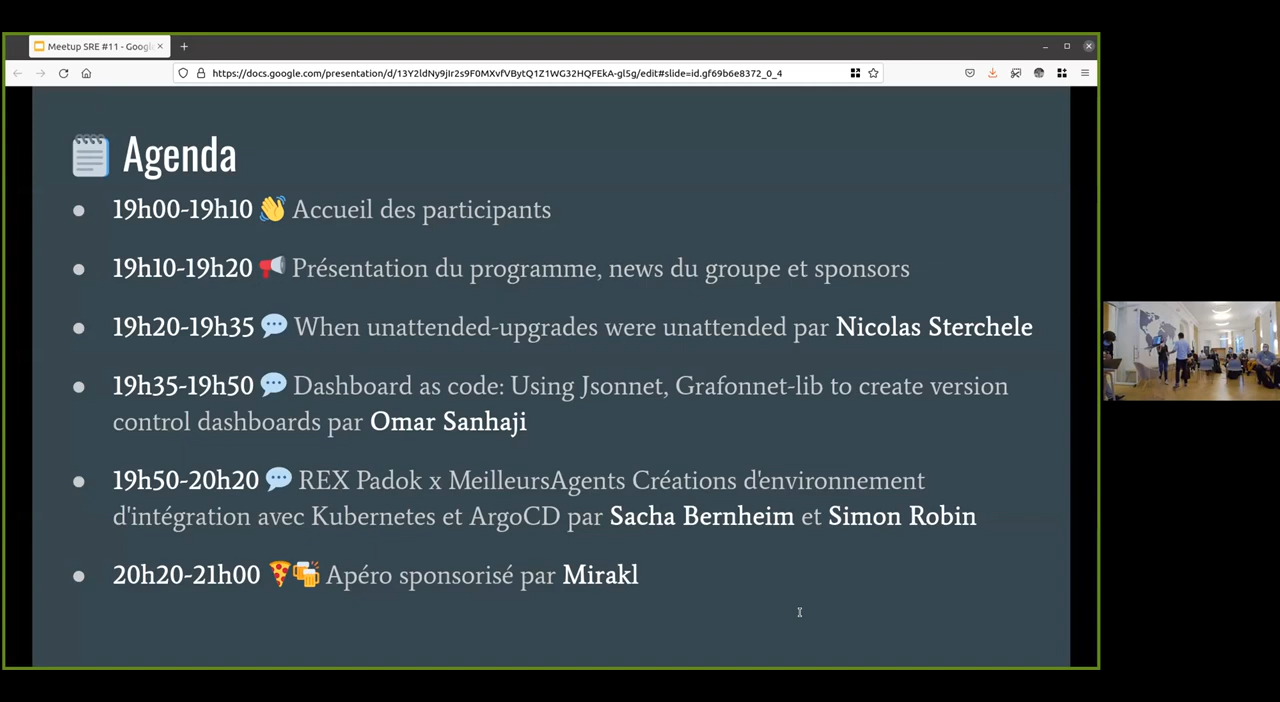 Meetup SRE #11 - Googl
https://docs.google.com/presentation/d/13Y2ldNy9jIr2s9F0MXvfVBytQ1Z1WG32HQFEkA-gl5g/edit#slide=id.gf69b6e8372_0_4
Agenda
19h00-19h10 👋 Accueil des participants
19h10-19h20 📢 Présentation du programme, news du groupe et sponsors
19h20-19h35 💬 When unattended-upgrades were unattended par Nicolas Sterchele
19h35-19h50 💬 Dashboard as code: Using Jsonnet, Grafonnet-lib to create version
control dashboards par Omar Sanhaji
19h50-20h20 💬 REX Padok x MeilleursAgents Créations d'environnement
d'intégration avec Kubernetes et ArgoCD par Sacha Bernheim et Simon Robin
20h20-21h00 🍕🍻 Apéro sponsorisé par Mirakl